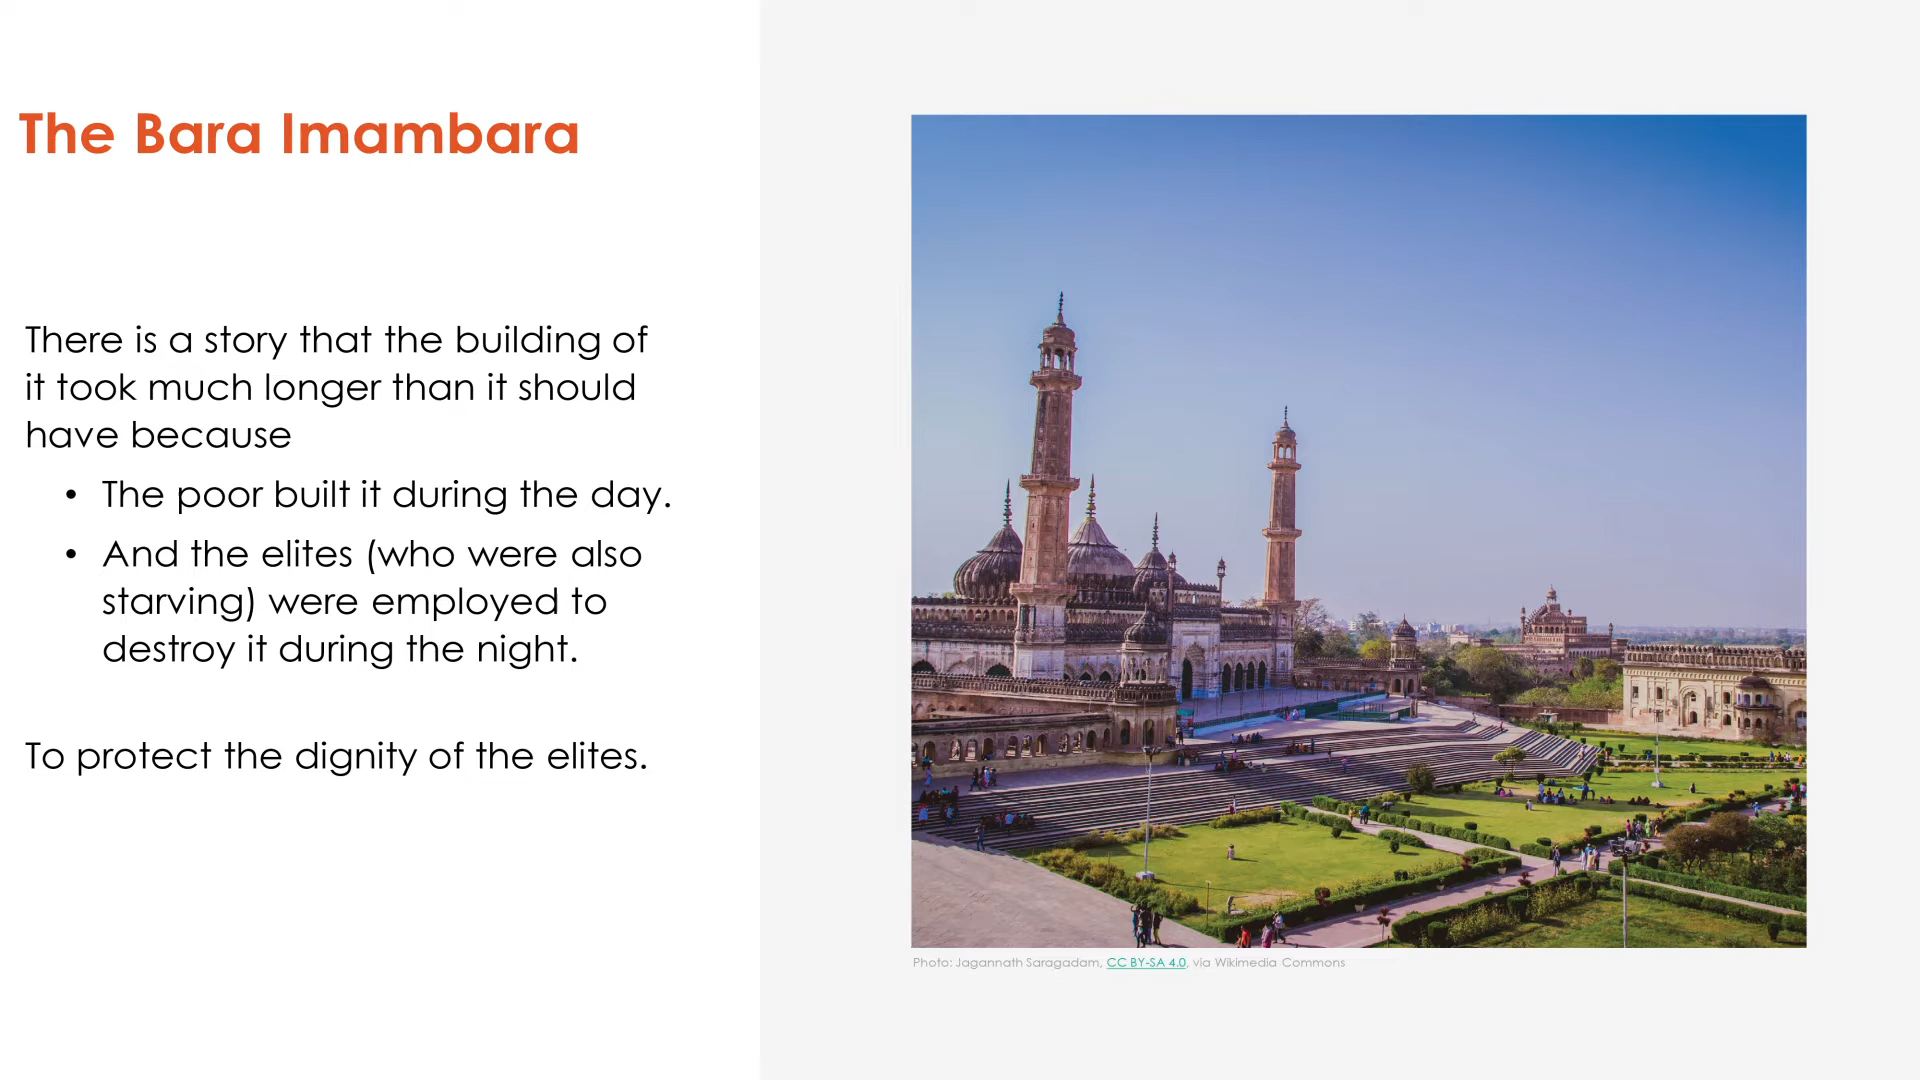 The Bara Imambara
There is a story that the building of
it took much longer than it should
have because
• The poor built it during the day.
• And the elites (who were also
starving) were employed to
destroy it during the night.
To protect the dignity of the elites.
Photo: Jagannath Saragadam, CC BY-SA 4.0, via Wikimedia Commons